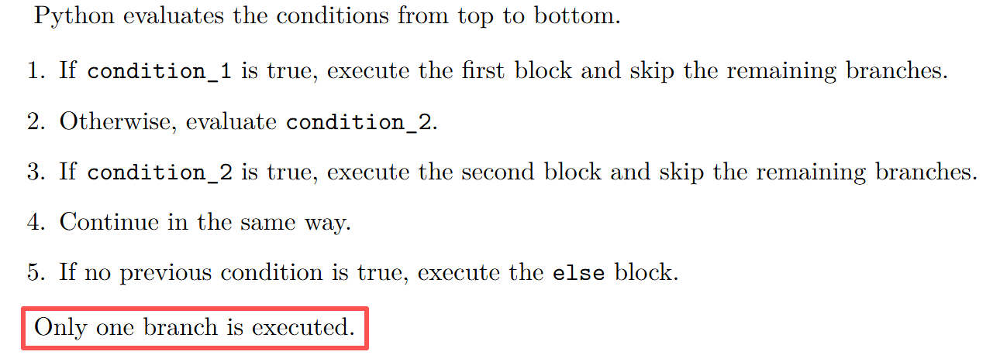 Python evaluates the conditions from top to bottom.
1. If condition_1 is true, execute the first block and skip the remaining branches.
2. Otherwise, evaluate condition_2.
3. If condition_2 is true, execute the second block and skip the remaining branches.
4. Continue in the same way.
5. If no previous condition is true, execute the else block.
Only one branch is executed.